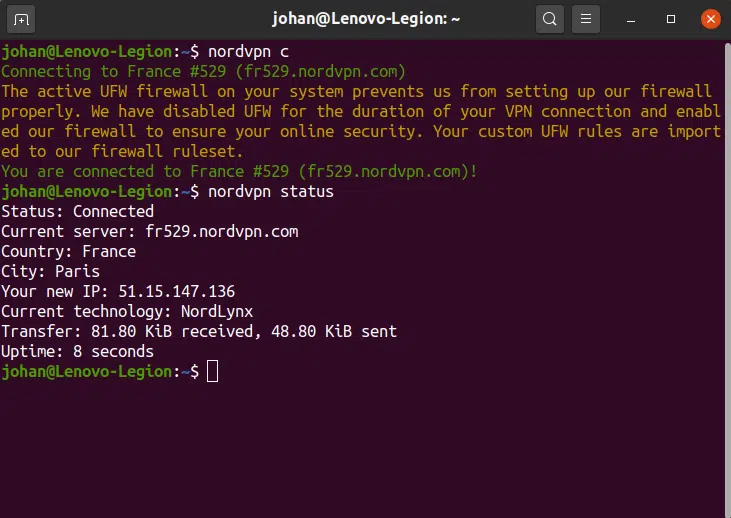 johan@Lenovo-Legion: ~
johan@Lenovo-Legion:~$ nordvpn c
Connecting to France #529 (fr529.nordvpn.com)
The active UFW firewall on your system prevents us from setting up our firewall
properly. We have disabled UFW for the duration of your VPN connection and enabl
ed our firewall to ensure your online security. Your custom UFW rules are import
ed to our firewall ruleset.
You are connected to France #529 (fr529.nordvpn.com)!
johan@Lenovo-Legion:~$ nordvpn status
Status: Connected
Current server: fr529.nordvpn.com
Country: France
City: Paris
Your new IP: 51.15.147.136
Current technology: NordLynx
Transfer: 81.80 KiB received, 48.80 KiB sent
Uptime: 8 seconds
johan@Lenovo-Legion:~$